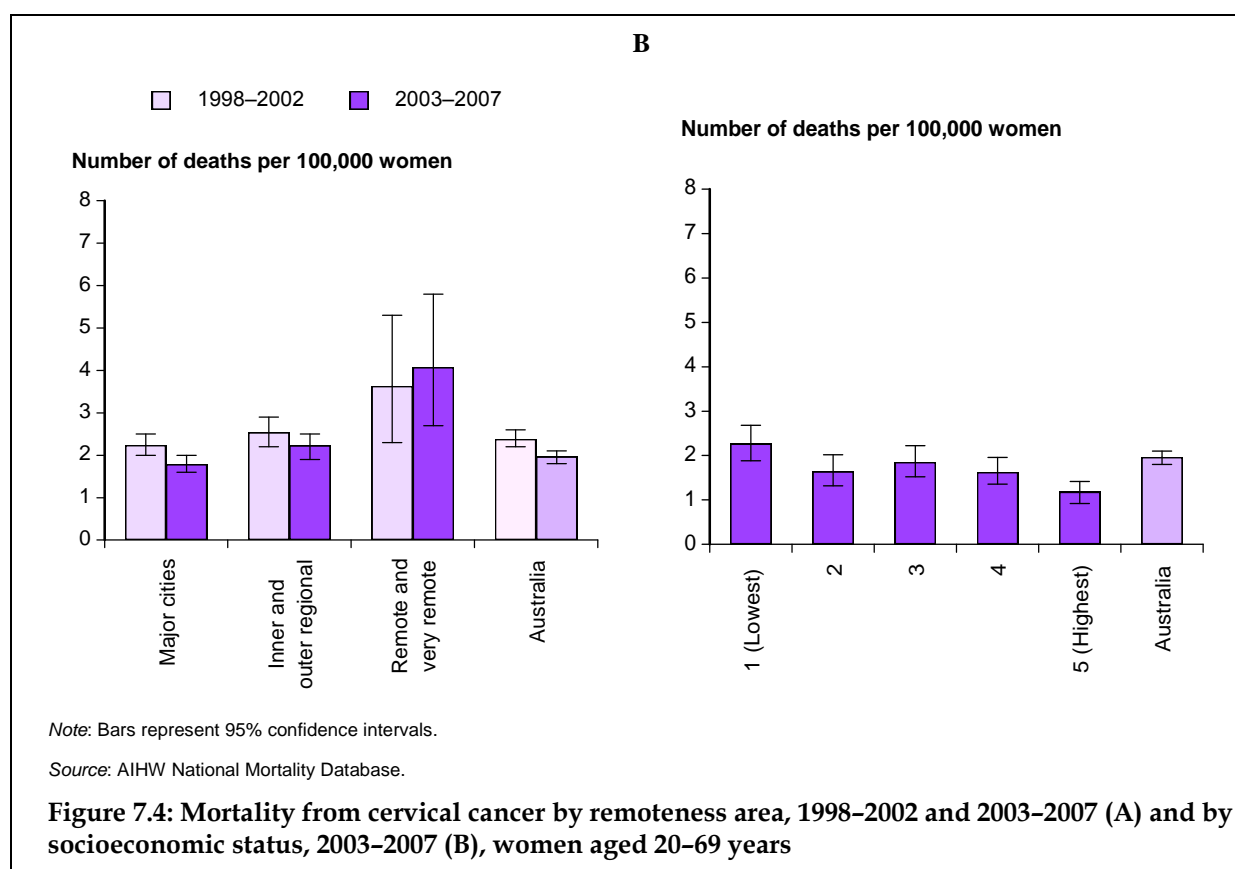 B
1998–2002 2003–2007
Number of deaths per 100,000 women
8
7
6
5
4
3
2
1
0
Major cities
Inner and
outer regional
Remote and
very remote
Australia
Number of deaths per 100,000 women
8
7
6
5
4
3
2
1
0
1 (Lowest)
2
3
4
5 (Highest)
Australia
Note: Bars represent 95% confidence intervals.
Source: AIHW National Mortality Database.
Figure 7.4: Mortality from cervical cancer by remoteness area, 1998–2002 and 2003–2007 (A) and by
socioeconomic status, 2003–2007 (B), women aged 20–69 years